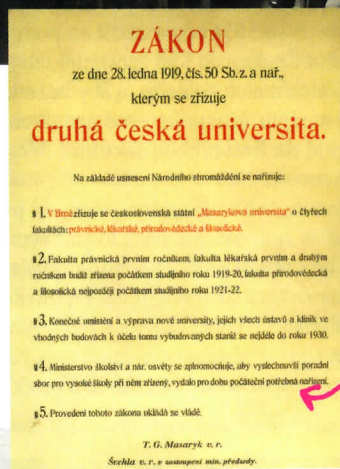 ZÁKON
ze dne 28. ledna 1919, čís. 50 Sb. z. a nař.,
kterým se zřizuje
druhá česká universita.
Na základě usnesení Národního shromáždění se nařizuje:
§ 1. V Brně zřizuje se československá státní „Masarykova universita“ o čtyřech
fakultách: právnické, lékařské, přírodovědecké a filosofické.
§ 2. Fakulta právnická prvním ročníkem, fakulta lékařská prvním a druhým
ročníkem budiž zřízena počátkem studijního roku 1919-20, fakulta přírodovědecká
a filosofická nejpozději počátkem studijního roku 1921-22.
§ 3. Konečné umístění a výprava nové university, jejich všech ústavů a klinik ve
vhodných budovách k účelu tomu vybudovaných staniž se nejdéle do roku 1930.
§ 4. Ministerstvo školství a nár. osvěty se zplnomocňuje, aby vyslechnuvši poradní
sbor pro vysoké školy při něm zřízený, vydalo pro dobu počáteční potřebná nařízení.
§ 5. Provedení tohoto zákona ukládá se vládě.
T. G. Masaryk v. r.
Švehla v. r. v zastoupení min. předsedy.